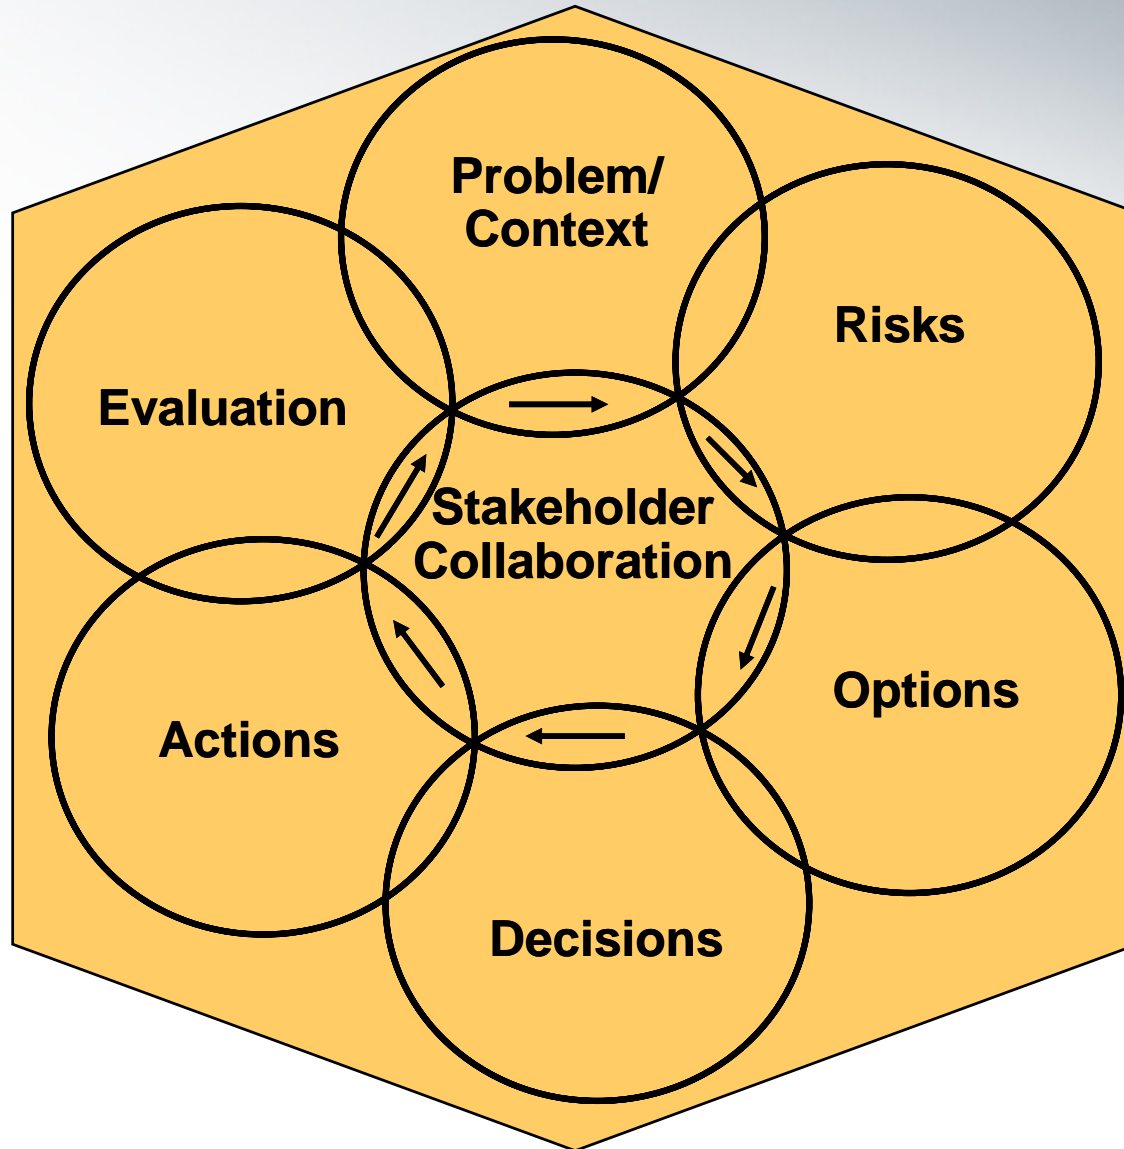 Problem/
Context
Risks
Evaluation
Stakeholder
Collaboration
Options
Actions
Decisions